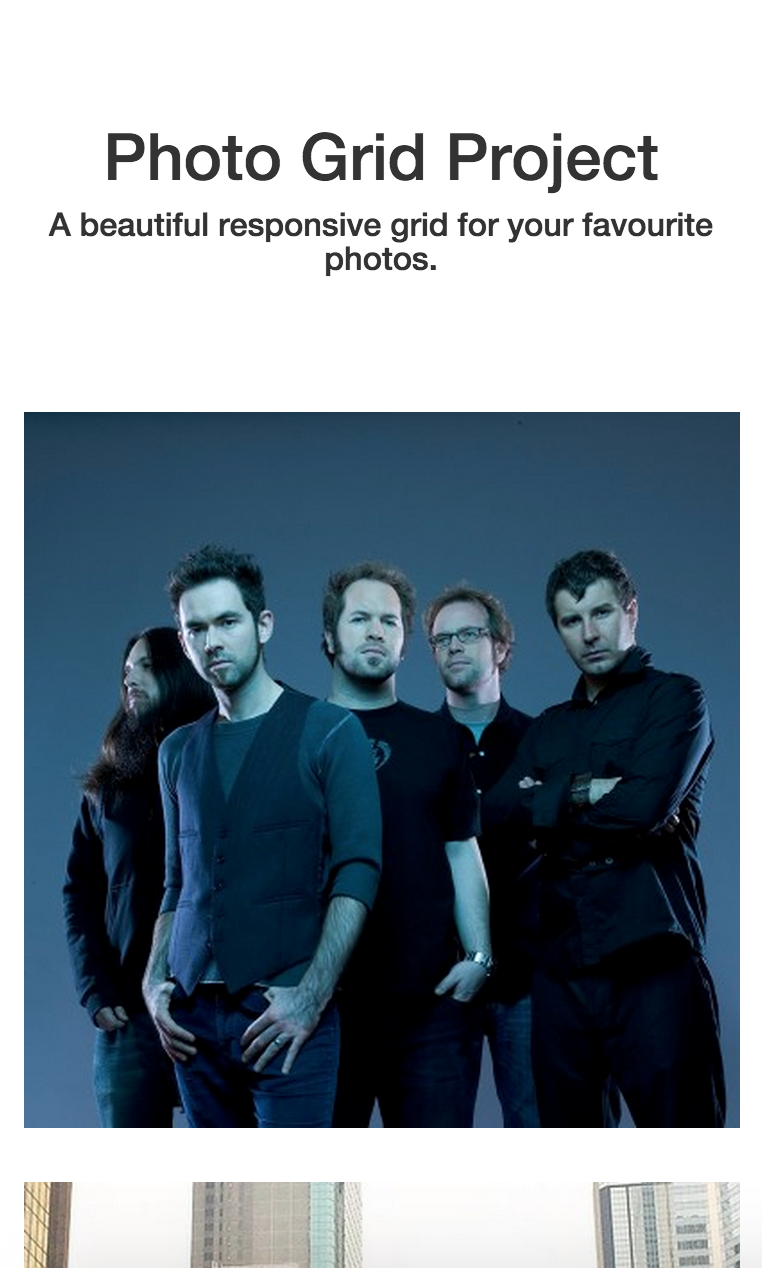 Photo Grid Project
A beautiful responsive grid for your favourite
photos.